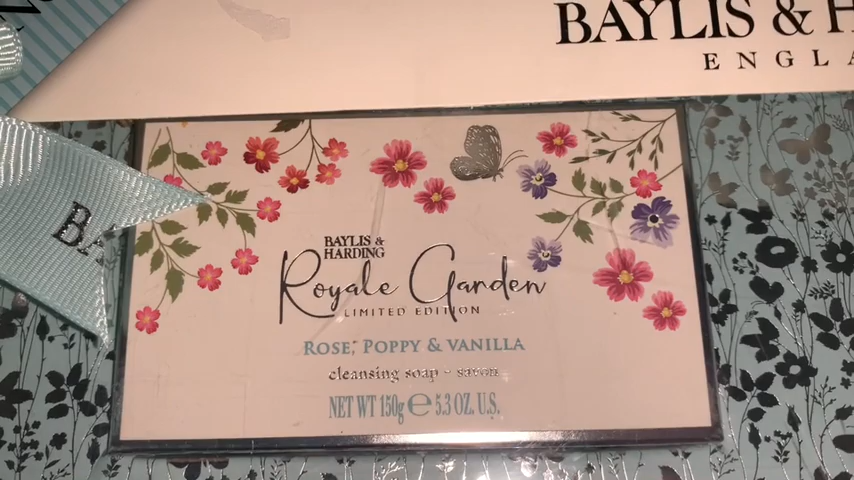 BAYLIS & H
ENGLA
BA
BAYLIS &
HARDING
Royale Garden
LIMITED EDITION
ROSE, POPPY & VANILLA
cleansing soap - savon
NET WT 150g ℮ 5.3 OZ. U.S.